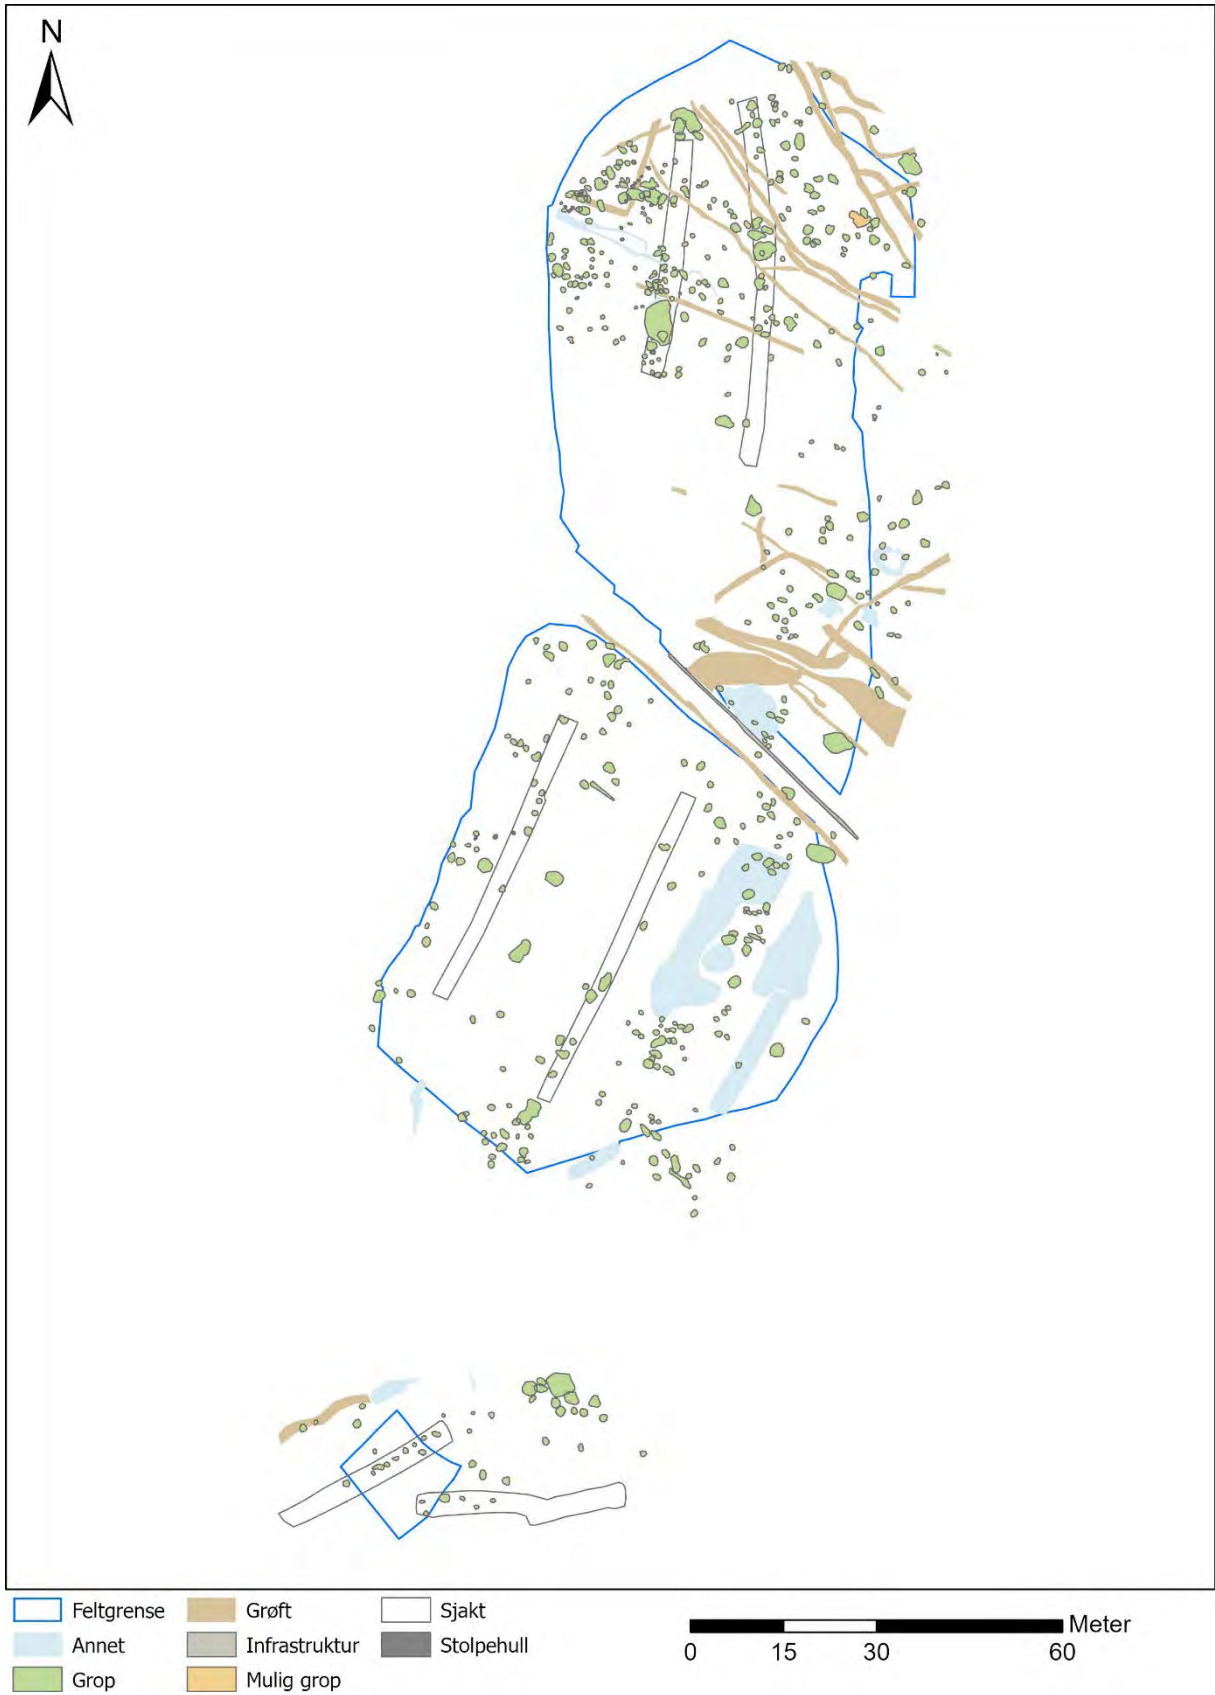 N
Feltgrense
Grøft
Sjakt
Annet
Infrastruktur
Stolpehull
Grop
Mulig grop
Meter
0 15 30 60